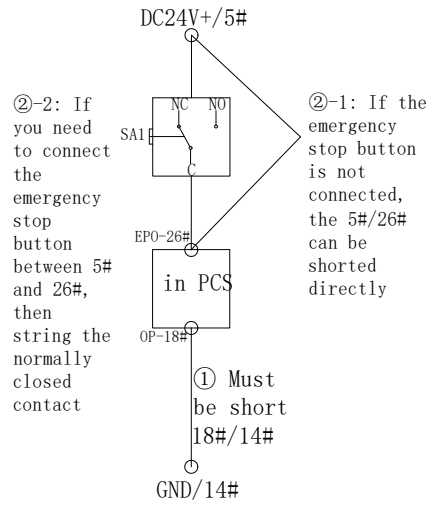 DC24V+/5#
②-2: If
you need
to connect
the
emergency
stop
button
between 5#
and 26#,
then
string the
normally
closed
contact
NC NO
SA1
C
②-1: If the
emergency
stop button
is not
connected,
the 5#/26#
can be
shorted
directly
EPO-26#
in PCS
OP-18#
① Must
be short
18#/14#
GND/14#